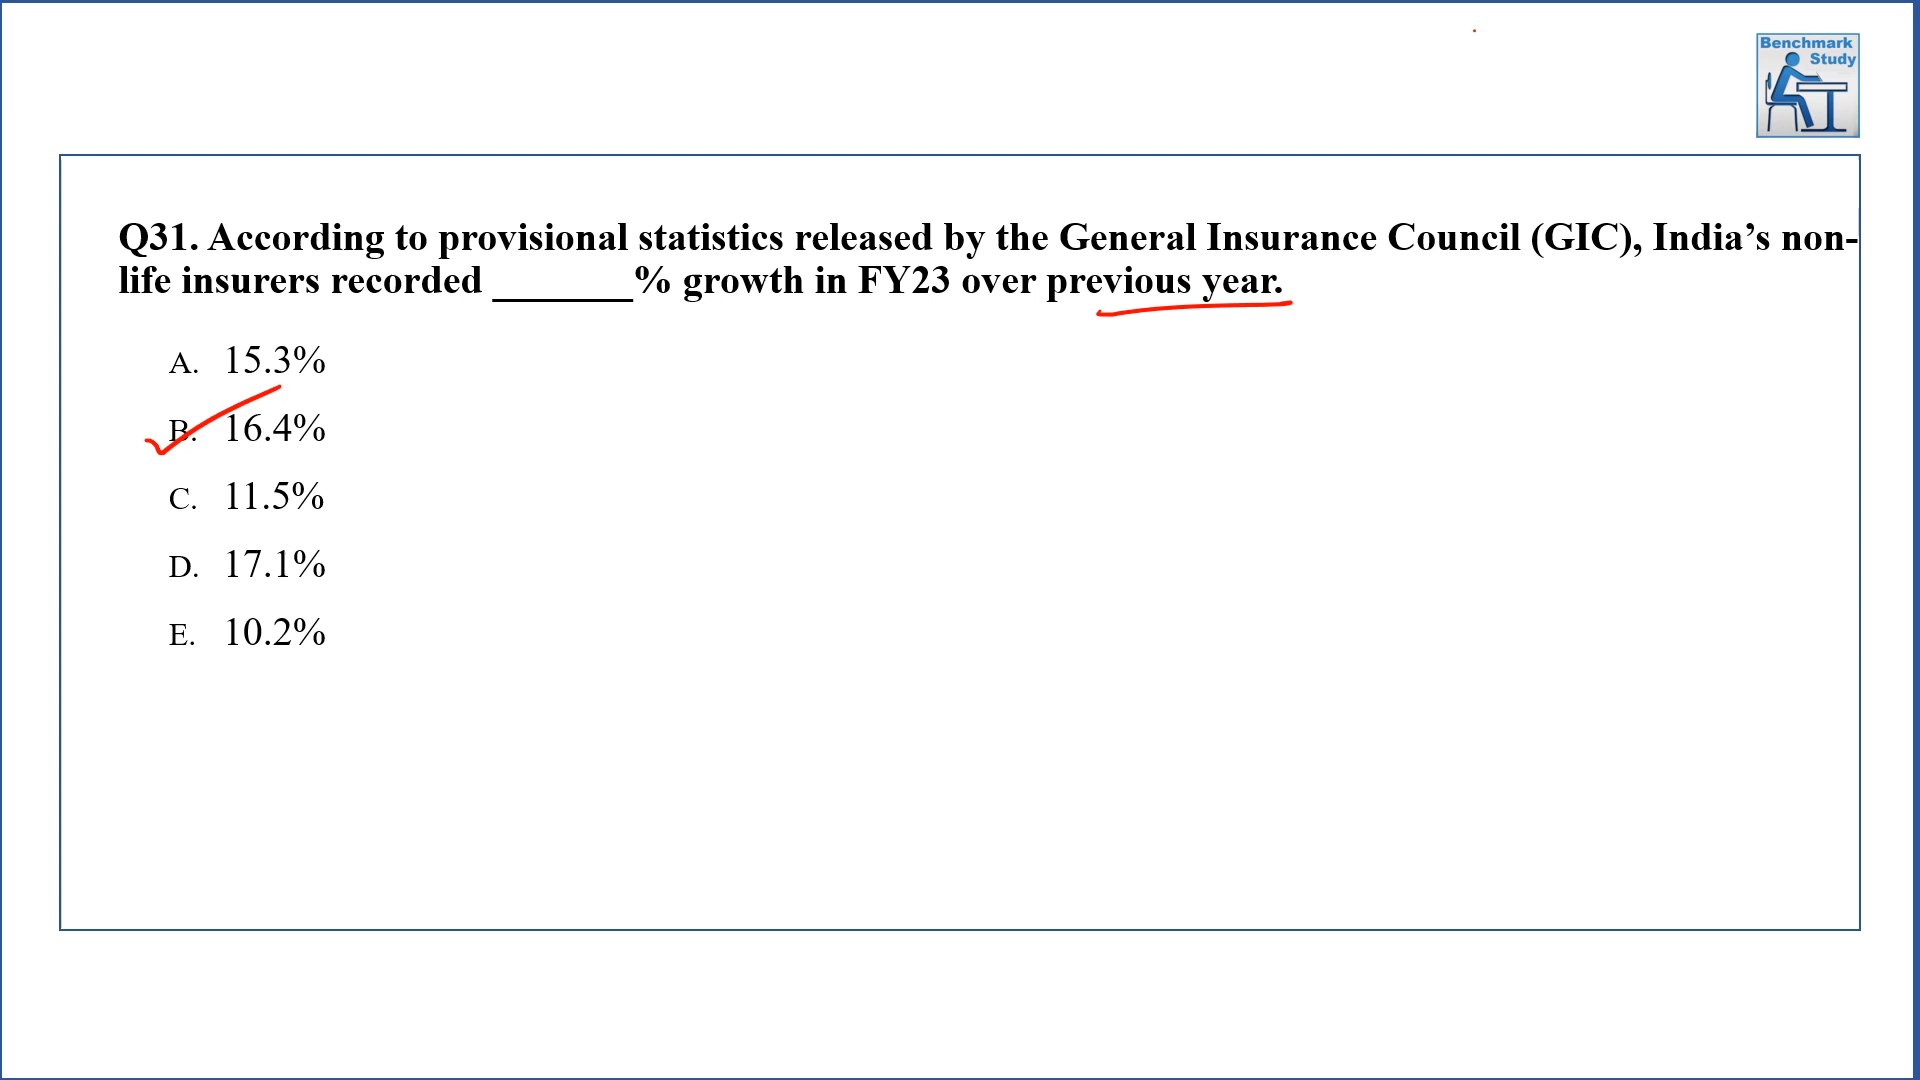 Benchmark
Study
Q31. According to provisional statistics released by the General Insurance Council (GIC), India’s non-
life insurers recorded _______% growth in FY23 over previous year.
A. 15.3%
B. 16.4%
C. 11.5%
D. 17.1%
E. 10.2%